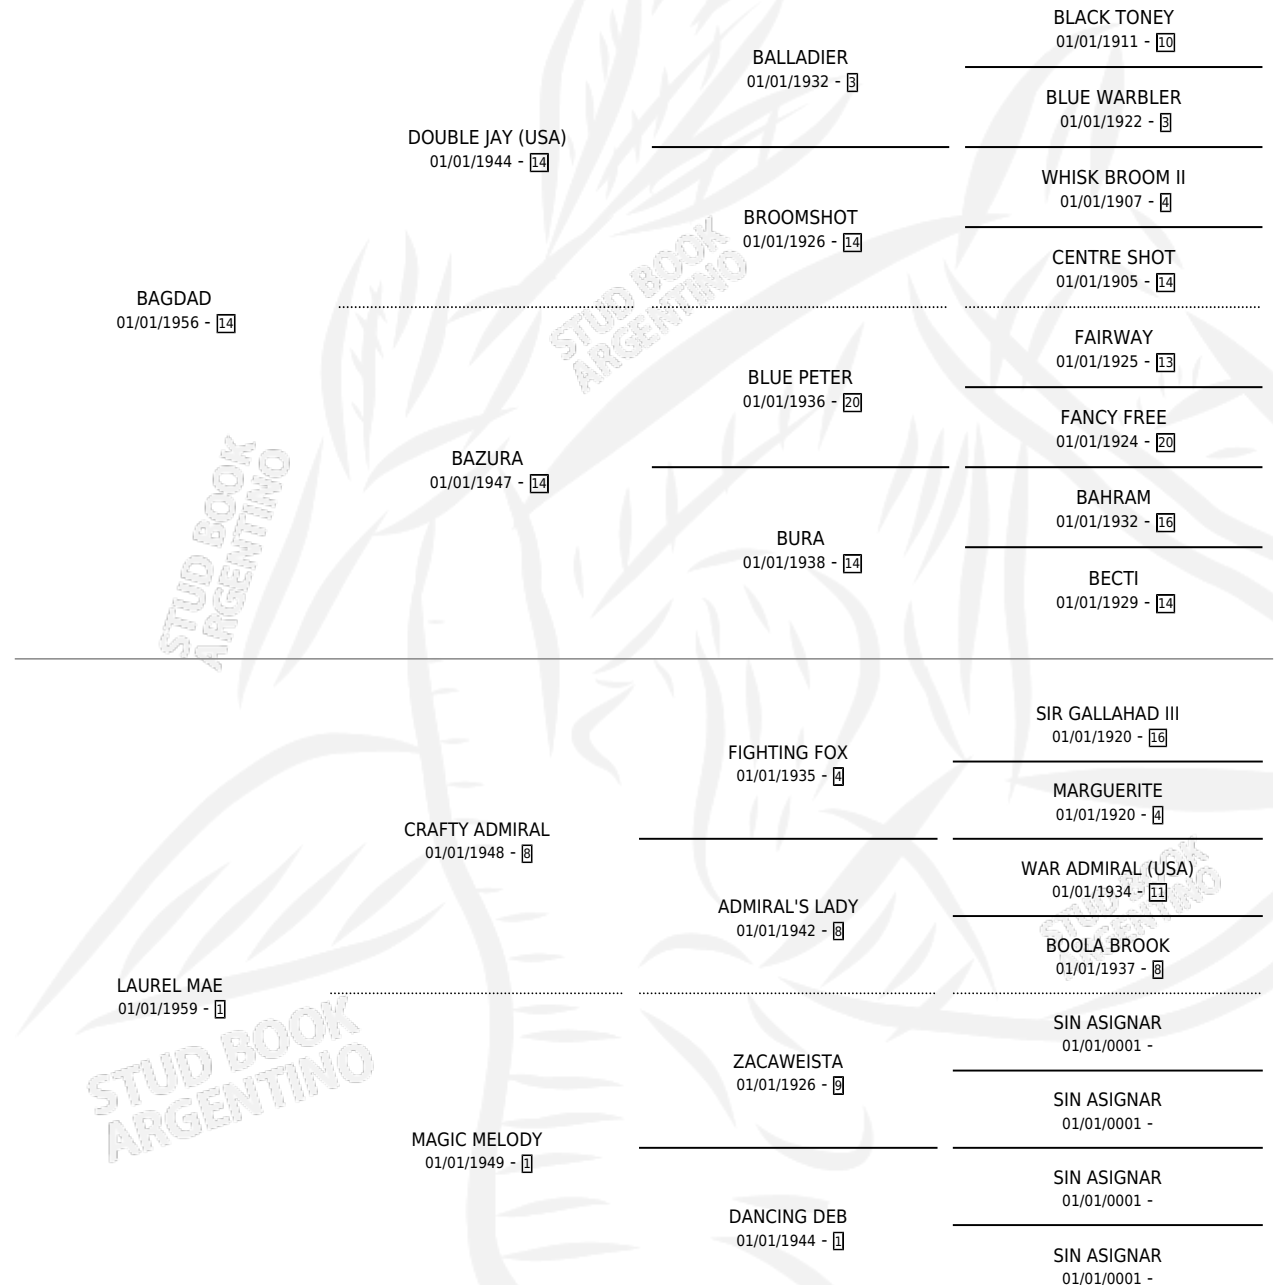 BLACK TONEY
01/01/1911 - 10
BALLADIER
01/01/1932 - 3
BLUE WARBLER
01/01/1922 - 3
DOUBLE JAY (USA)
01/01/1944 - 14
WHISK BROOM II
01/01/1907 - 4
BROOMSHOT
01/01/1926 - 14
CENTRE SHOT
01/01/1905 - 14
BAGDAD
01/01/1956 - 14
FAIRWAY
01/01/1925 - 13
BLUE PETER
01/01/1936 - 20
FANCY FREE
01/01/1924 - 20
BAZURA
01/01/1947 - 14
BAHRAM
01/01/1932 - 16
BURA
01/01/1938 - 14
BECTI
01/01/1929 - 14
SIR GALLAHAD III
01/01/1920 - 16
FIGHTING FOX
01/01/1935 - 4
MARGUERITE
01/01/1920 - 4
CRAFTY ADMIRAL
01/01/1948 - 8
WAR ADMIRAL (USA)
01/01/1934 - 11
ADMIRAL'S LADY
01/01/1942 - 8
BOOLA BROOK
01/01/1937 - 8
LAUREL MAE
01/01/1959 - 1
SIN ASIGNAR
01/01/0001 -
ZACAWEISTA
01/01/1926 - 9
SIN ASIGNAR
01/01/0001 -
MAGIC MELODY
01/01/1949 - 1
SIN ASIGNAR
01/01/0001 -
DANCING DEB
01/01/1944 - 1
SIN ASIGNAR
01/01/0001 -
STUD BOOK
ARGENTINO
STUD BOOK
ARGENTINO
STUD BOOK
ARGENTINO
STUD BOOK
ARGENTINO